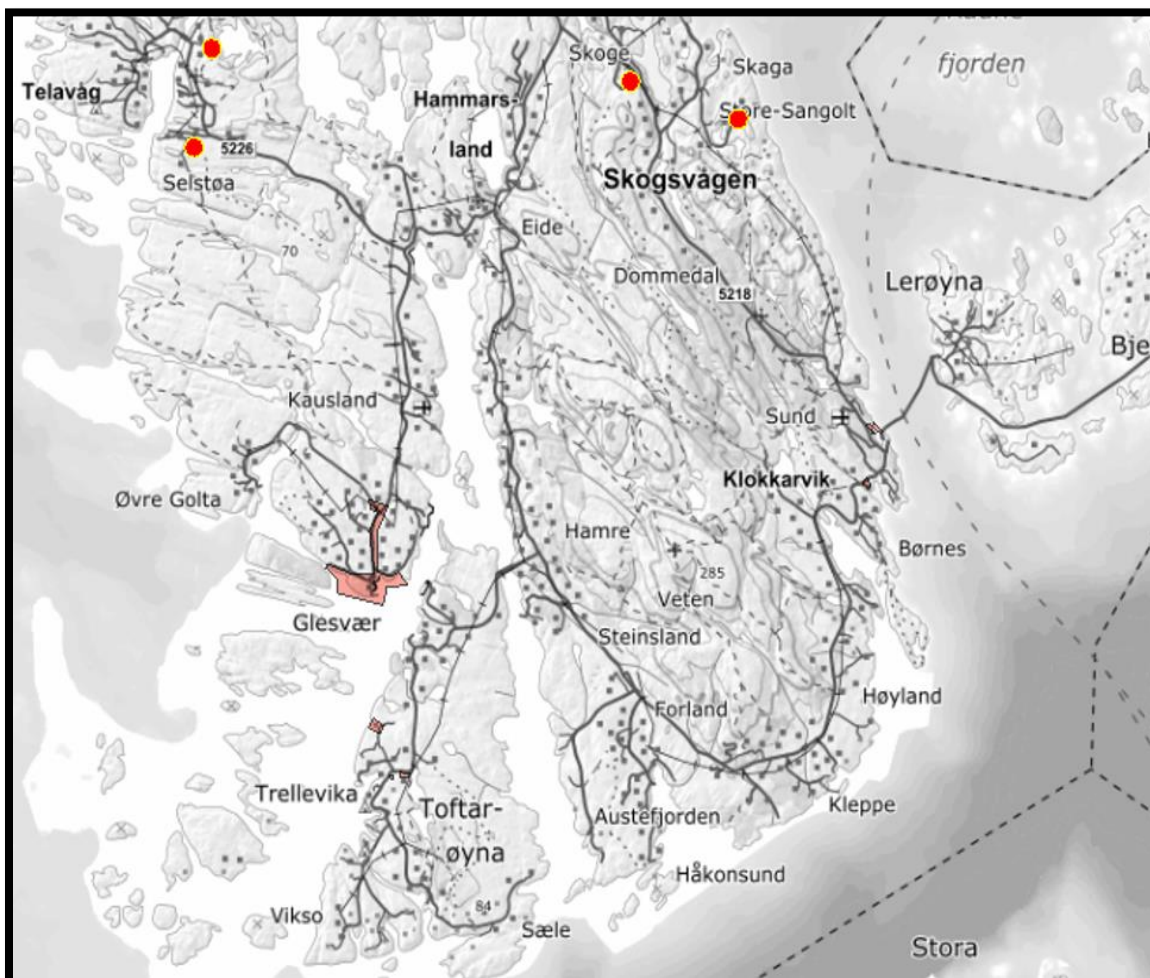 fjorden
Skoge
Skaga
Telavåg
Hammars-
land
Store-Sangolt
5226
Selstøa
Skogsvågen
Eide
70
Dommedal
5218
Lerøyna
Bje
Kausland
Sund
Klokkarvik
Øvre Golta
Hamre
Børnes
285
Veten
Glesvær
Steinsland
Høyland
Forland
Trellevika
Toftar-
øyna
Austefjorden
Kleppe
Håkonsund
84
Vikso
Sæle
Stora